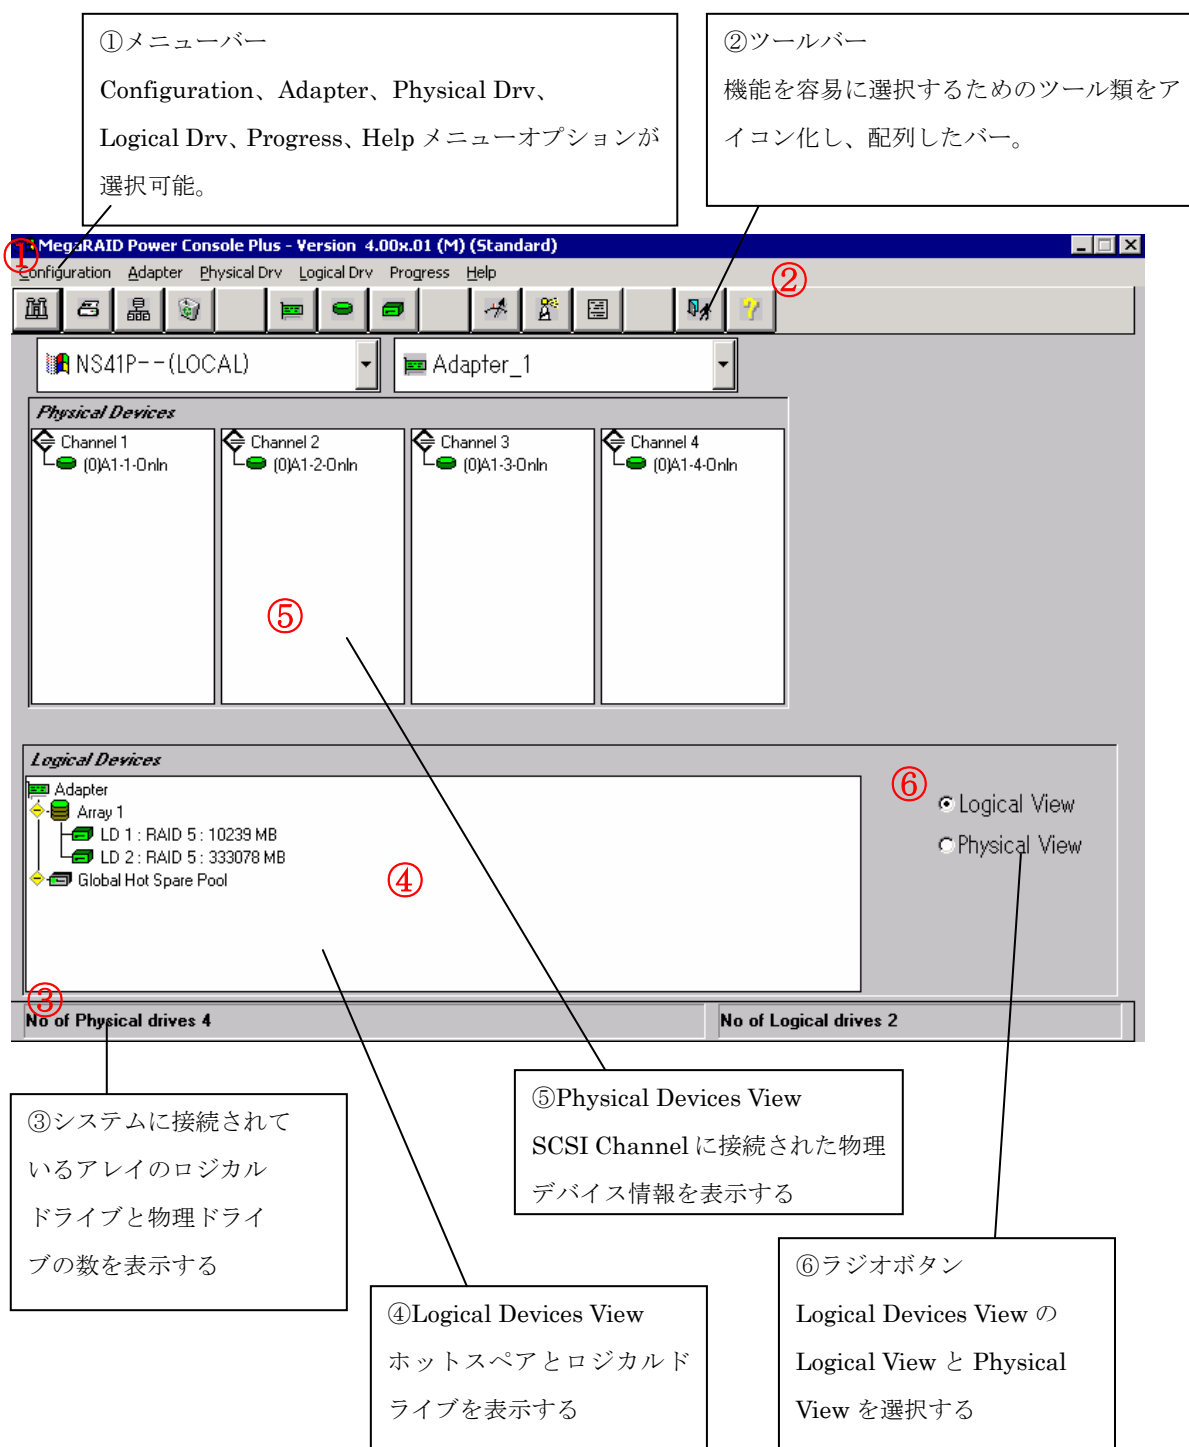 ①メニューバー
Configuration、Adapter、Physical Drv、
Logical Drv、Progress、Help メニューオプションが
選択可能。
②ツールバー
機能を容易に選択するためのツール類をア
イコン化し、配列したバー。
①
MegaRAID Power Console Plus - Version 4.00x.01 (M) (Standard)
Configuration Adapter Physical Drv Logical Drv Progress Help
②
NS41P--(LOCAL)
Adapter_1
Physical Devices
Channel 1
(0)A1-1-Onln
Channel 2
(0)A1-2-Onln
Channel 3
(0)A1-3-Onln
Channel 4
(0)A1-4-Onln
⑤
Logical Devices
Adapter
Array 1
LD 1 : RAID 5 : 10239 MB
LD 2 : RAID 5 : 333078 MB
Global Hot Spare Pool
④
⑥
Logical View
Physical View
③
No of Physical drives 4
No of Logical drives 2
③システムに接続されて
いるアレイのロジカル
ドライブと物理ドライ
ブの数を表示する
⑤Physical Devices View
SCSI Channel に接続された物理
デバイス情報を表示する
④Logical Devices View
ホットスペアとロジカルド
ライブを表示する
⑥ラジオボタン
Logical Devices View の
Logical View と Physical
View を選択する